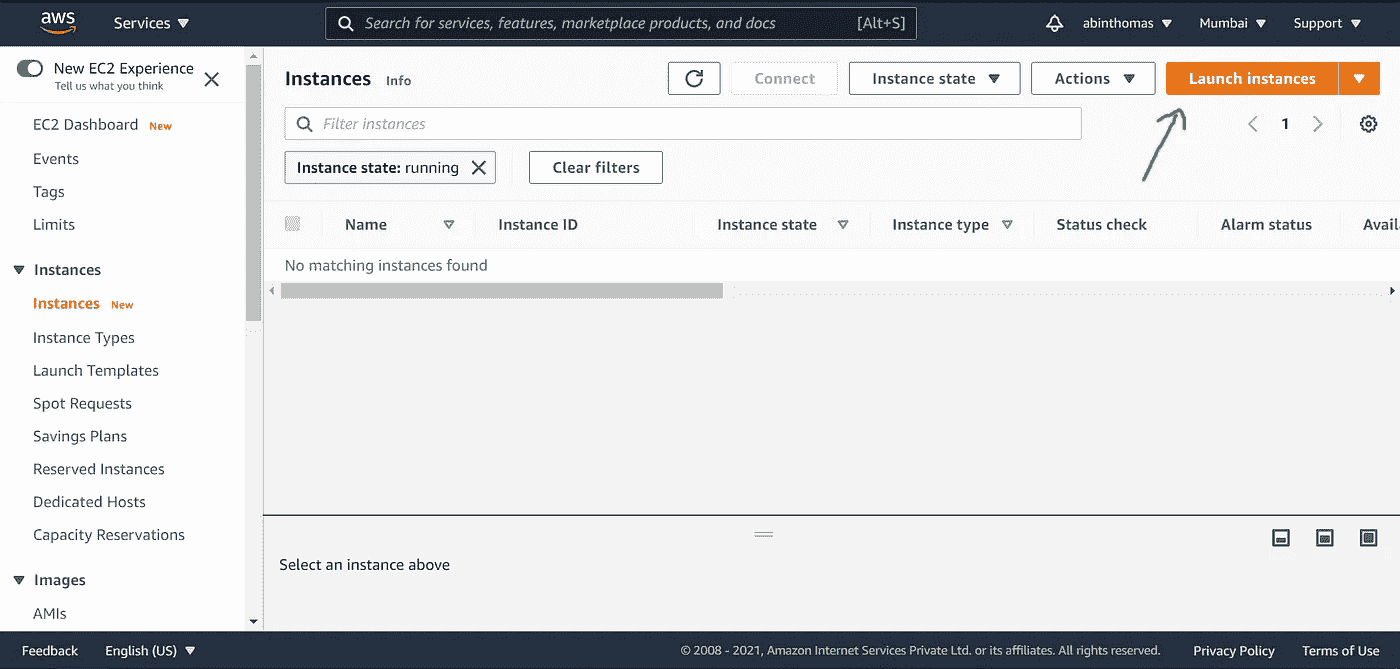 aws Services Search for services, features, marketplace products, and docs [Alt+S] abinthomas Mumbai Support
New EC2 Experience
Tell us what you think
EC2 Dashboard New
Events
Tags
Limits
Instances
Instances New
Instance Types
Launch Templates
Spot Requests
Savings Plans
Reserved Instances
Dedicated Hosts
Capacity Reservations
Images
AMIs
Instances Info Connect Instance state Actions Launch instances
Filter instances 1
Instance state: running Clear filters
Name Instance ID Instance state Instance type Status check Alarm status Avail
No matching instances found
Select an instance above
Feedback English (US) © 2008 - 2021, Amazon Internet Services Private Ltd. or its affiliates. All rights reserved. Privacy Policy Terms of Use